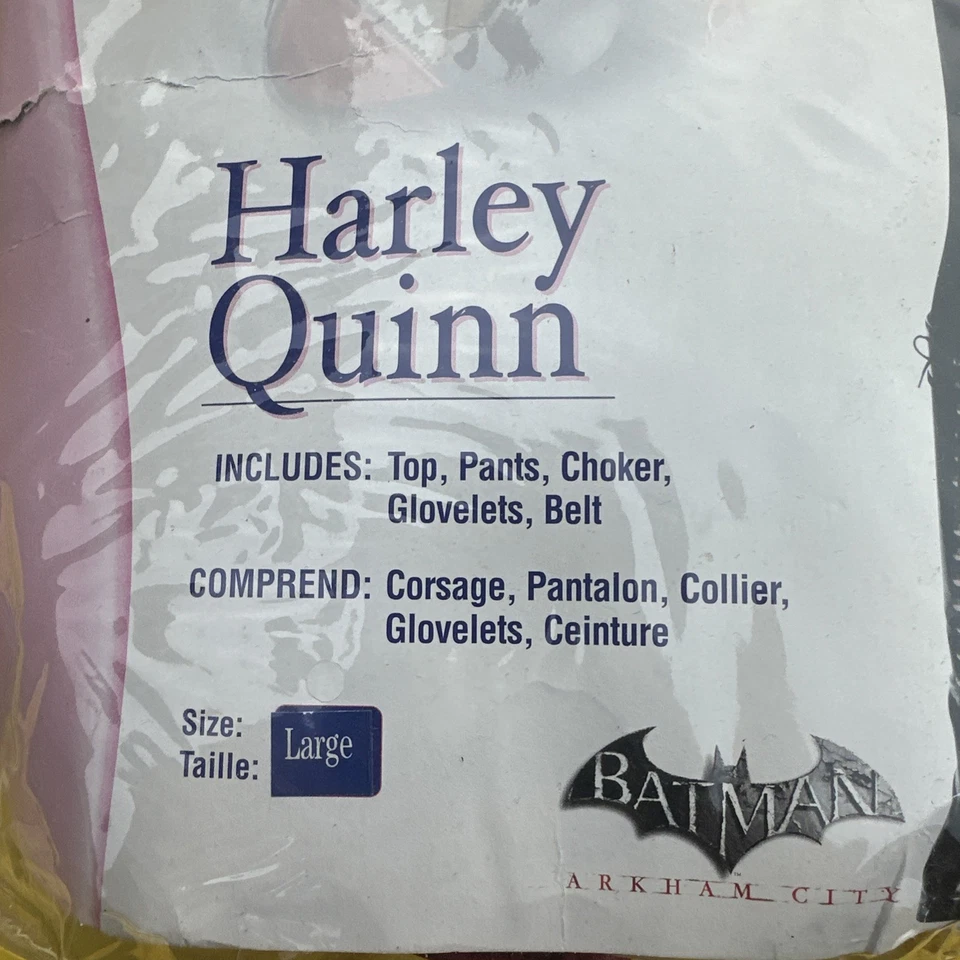 Harley
Quinn
INCLUDES: Top, Pants, Choker,
Glovelets, Belt
COMPREND: Corsage, Pantalon, Collier,
Glovelets, Ceinture
Size:
Taille:
Large
BATMAN
™
ARKHAM CITY